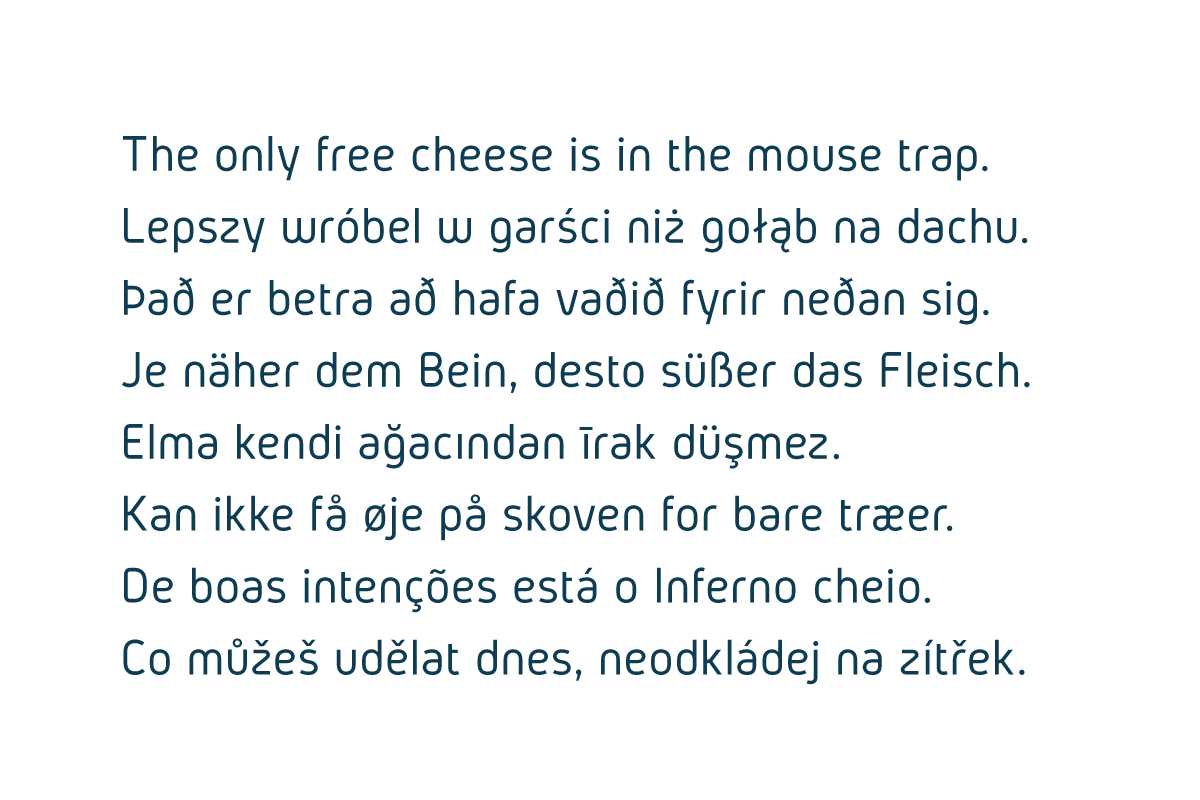 The only free cheese is in the mouse trap.
Lepszy wróbel w garści niż gołąb na dachu.
Það er betra að hafa vaðið fyrir neðan sig.
Je näher dem Bein, desto süßer das Fleisch.
Elma kendi ağacından īrak düşmez.
Kan ikke få øje på skoven for bare træer.
De boas intenções está o Inferno cheio.
Co můžeš udělat dnes, neodkládej na zítřek.